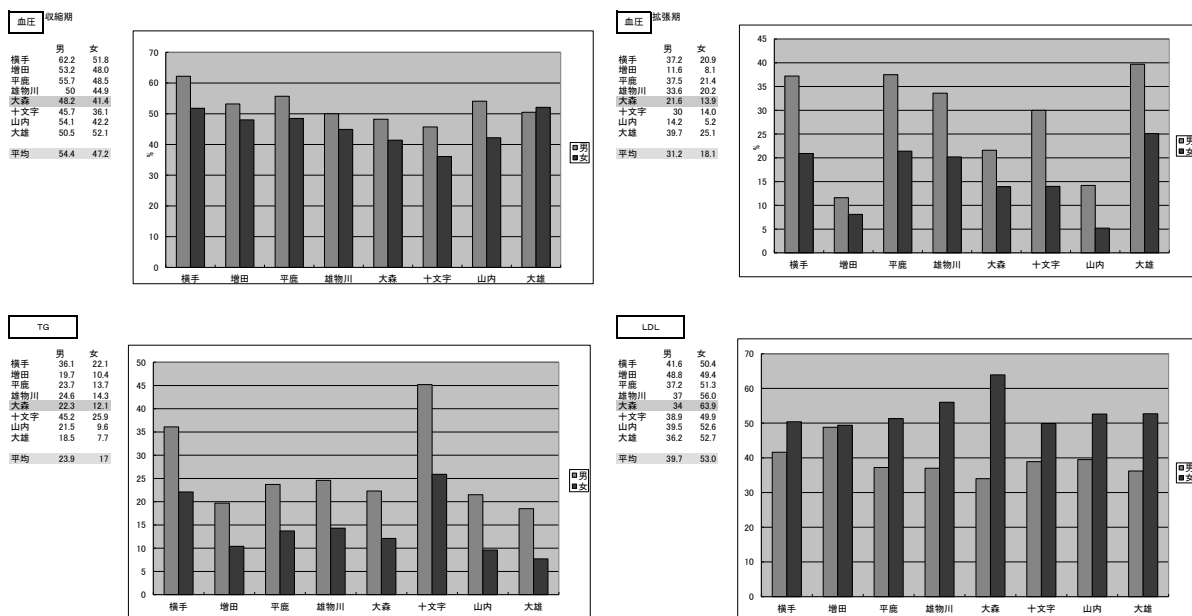 血圧 収縮期
男 女
横手 62.2 51.8
増田 53.2 48.0
平鹿 55.7 48.5
雄物川 50 44.9
大森 48.2 41.4
十文字 45.7 36.1
山内 54.1 42.2
大雄 50.5 52.1
平均 54.4 47.2
70
60
50
40
30
20
10
0
%
横手 増田 平鹿 雄物川 大森 十文字 山内 大雄
男
女
血圧 拡張期
男 女
横手 37.2 20.9
増田 11.6 8.1
平鹿 37.5 21.4
雄物川 33.6 20.2
大森 21.6 13.9
十文字 30 14.0
山内 14.2 5.2
大雄 39.7 25.1
平均 31.2 18.1
45
40
35
30
25
20
15
10
5
0
%
横手 増田 平鹿 雄物川 大森 十文字 山内 大雄
男
女
TG
男 女
横手 36.1 22.1
増田 19.7 10.4
平鹿 23.7 13.7
雄物川 24.6 14.3
大森 22.3 12.1
十文字 45.2 25.9
山内 21.5 9.6
大雄 18.5 7.7
平均 23.9 17
50
45
40
35
30
25
20
15
10
5
0
横手 増田 平鹿 雄物川 大森 十文字 山内 大雄
男
女
LDL
男 女
横手 41.6 50.4
増田 48.8 49.4
平鹿 37.2 51.3
雄物川 37 56.0
大森 34 63.9
十文字 38.9 49.9
山内 39.5 52.6
大雄 36.2 52.7
平均 39.7 53.0
70
60
50
40
30
20
10
0
横手 増田 平鹿 雄物川 大森 十文字 山内 大雄
男
女